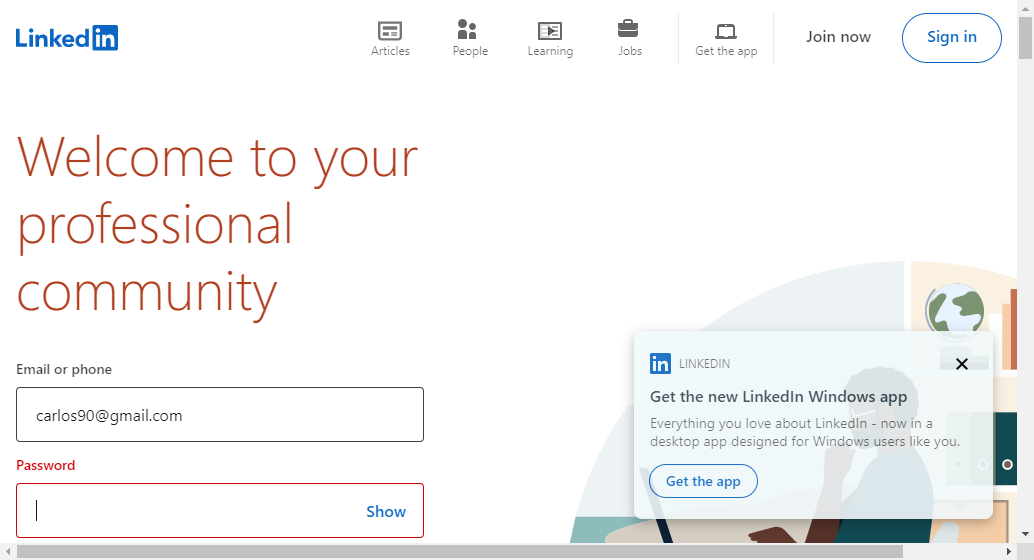 LinkedIn
Articles
People
Learning
Jobs
Get the app
Join now
Sign in
Welcome to your
professional
community
Email or phone
carlos90@gmail.com
Password
Show
LINKEDIN
Get the new LinkedIn Windows app
Everything you love about LinkedIn - now in a
desktop app designed for Windows users like you.
Get the app